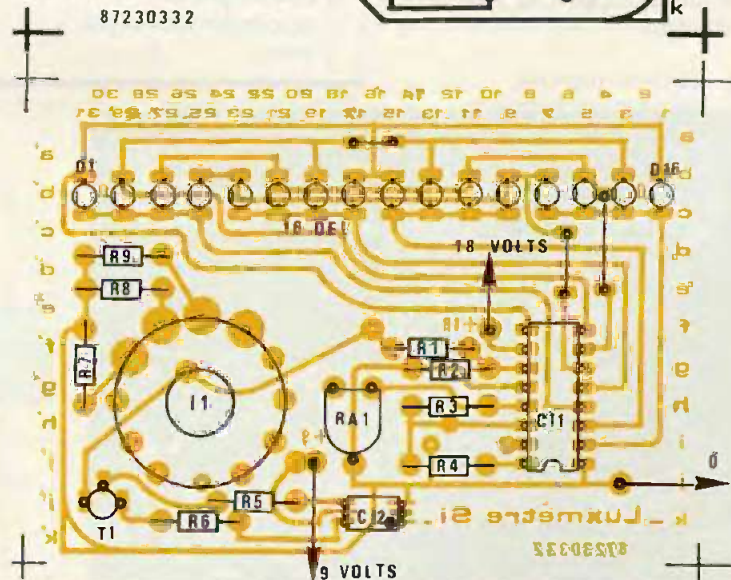 87230332
k
2 4 6 8 10 12 14 16 18 20 22 24 26 28 30
1 3 5 7 9 11 13 15 17 19 21 23 25 27 29 31
a a'
D1 D16
b b'
c c'
16 DEL
d d'
18 VOLTS
R9
e e'
R8
f f'
+18
R1
R7
g g'
R2
I1
R3
h h'
RA1
CI1
i i'
+9
R4
j j'
0
R5
CI2
k k'
_ Luxmètre Si _
R6
T1
87230332
9 VOLTS